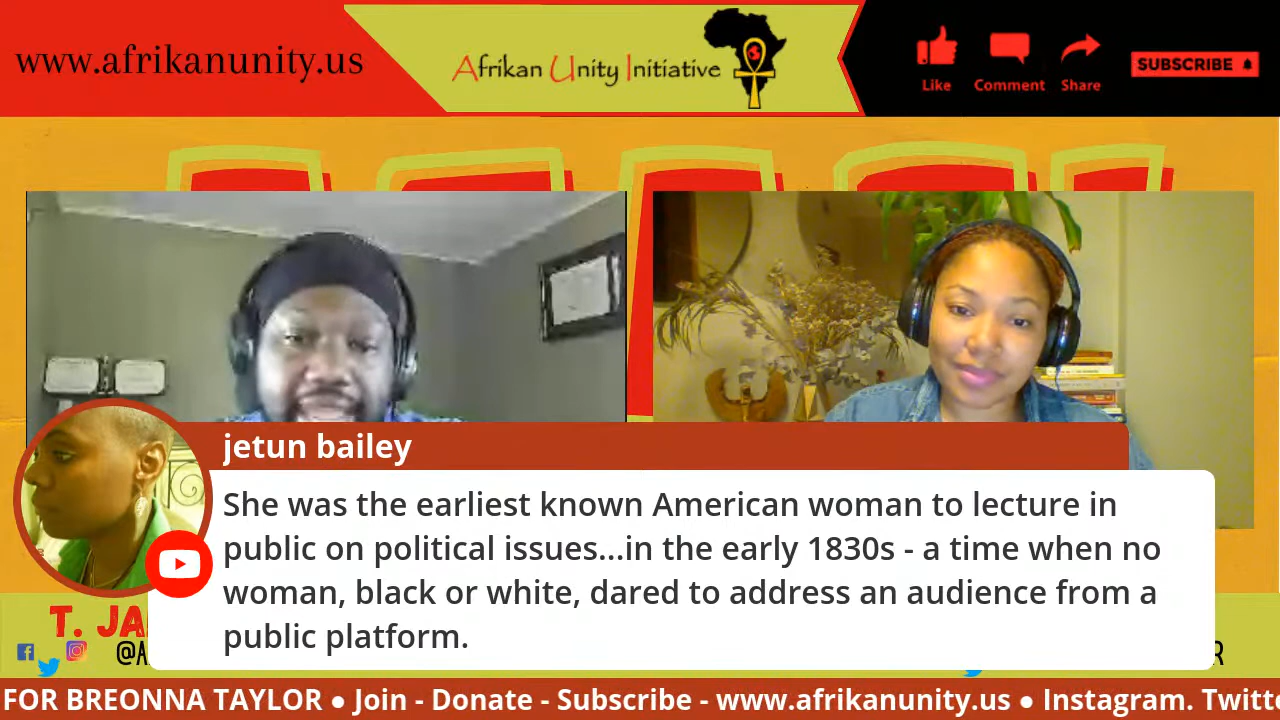 www.afrikanunity.us
Afrikan Unity Initiative
Like
Comment
Share
SUBSCRIBE
jetun bailey
She was the earliest known American woman to lecture in
public on political issues...in the early 1830s - a time when no
woman, black or white, dared to address an audience from a
public platform.
T. JA
@A
R
FOR BREONNA TAYLOR ● Join - Donate - Subscribe - www.afrikanunity.us ● Instagram. Twitt